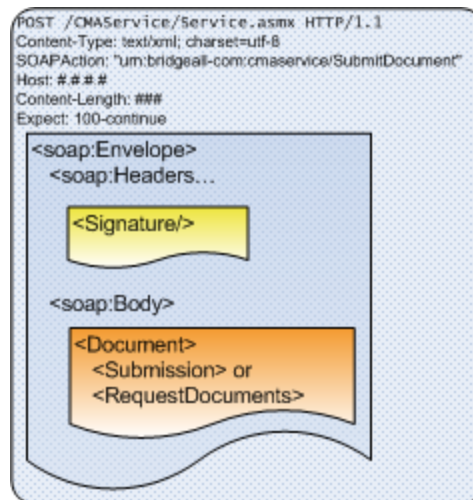 POST /CMAService/Service.asmx HTTP/1.1
Content-Type: text/xml; charset=utf-8
SOAPAction: "urn:bridgeall-com:cmaservice/SubmitDocument"
Host: #.#.#.#
Content-Length: ###
Expect: 100-continue
<soap:Envelope>
<soap:Headers...
<Signature/>
<soap:Body>
<Document>
<Submission> or
<RequestDocuments>